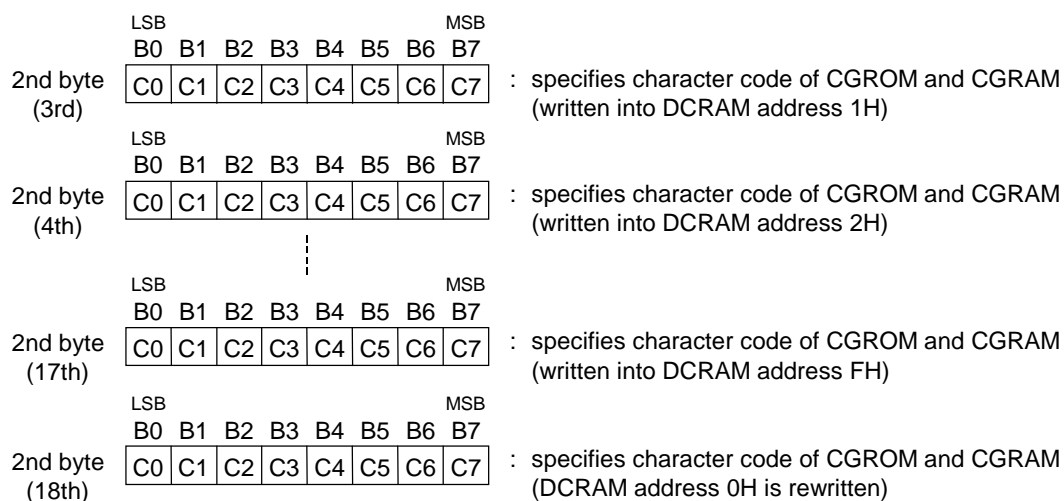 LSB MSB
B0 B1 B2 B3 B4 B5 B6 B7
2nd byte C0 C1 C2 C3 C4 C5 C6 C7 : specifies character code of CGROM and CGRAM
(3rd) (written into DCRAM address 1H)
LSB MSB
B0 B1 B2 B3 B4 B5 B6 B7
2nd byte C0 C1 C2 C3 C4 C5 C6 C7 : specifies character code of CGROM and CGRAM
(4th) (written into DCRAM address 2H)
LSB MSB
B0 B1 B2 B3 B4 B5 B6 B7
2nd byte C0 C1 C2 C3 C4 C5 C6 C7 : specifies character code of CGROM and CGRAM
(17th) (written into DCRAM address FH)
LSB MSB
B0 B1 B2 B3 B4 B5 B6 B7
2nd byte C0 C1 C2 C3 C4 C5 C6 C7 : specifies character code of CGROM and CGRAM
(18th) (DCRAM address 0H is rewritten)